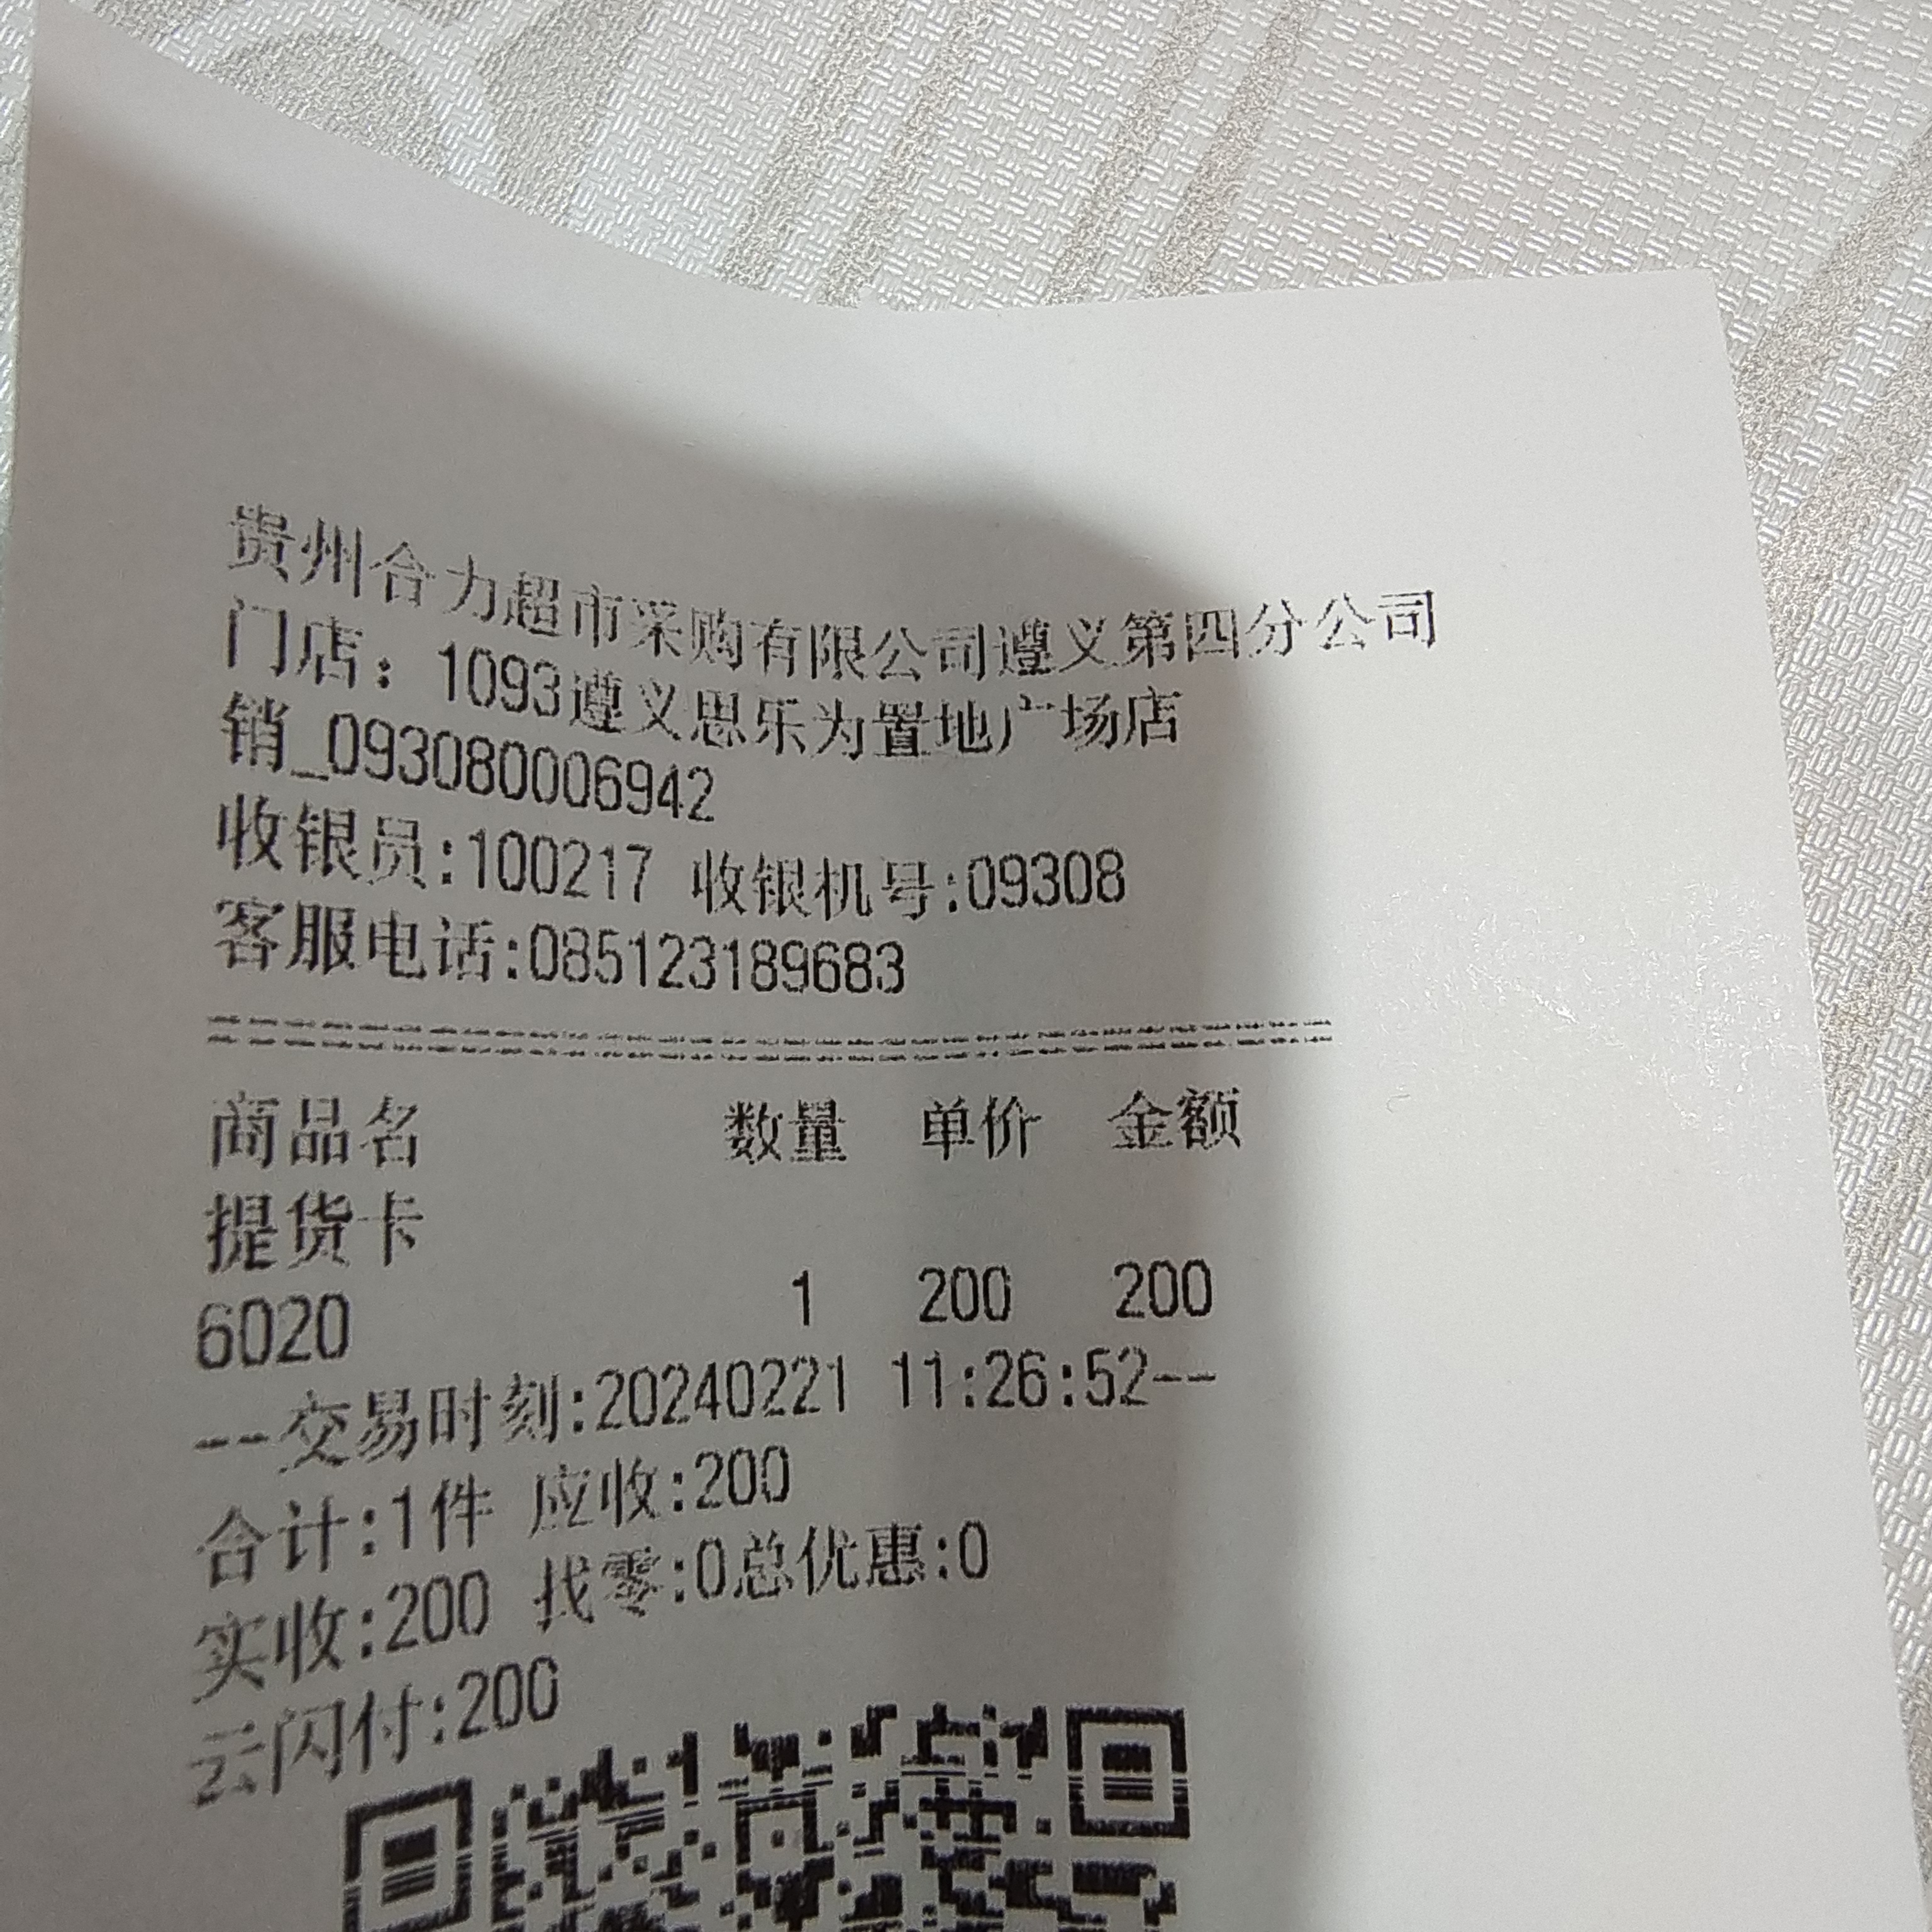 贵州合力超市采购有限公司遵义第四分公司
门店：1093遵义思乐为置地广场店
销_093080006942
收银员:100217 收银机号:09308
客服电话:085123189683
商品名 数量 单价 金额
提货卡
6020 1 200 200
--交易时刻:20240221 11:26:52--
合计:1件 应收:200
实收:200 找零:0总优惠:0
云闪付:200